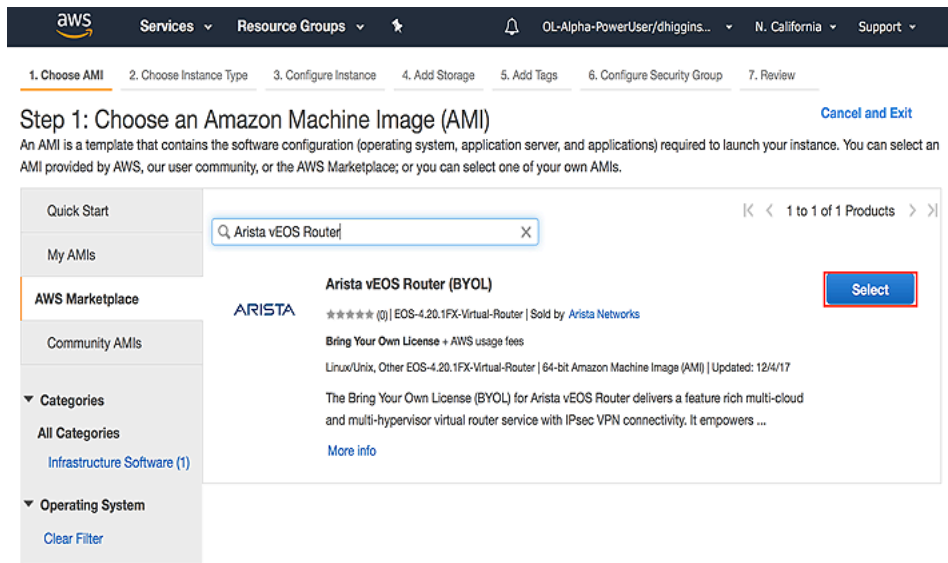 aws Services Resource Groups OL-Alpha-PowerUser/dhiggins... N. California Support
1. Choose AMI 2. Choose Instance Type 3. Configure Instance 4. Add Storage 5. Add Tags 6. Configure Security Group 7. Review
Step 1: Choose an Amazon Machine Image (AMI)
Cancel and Exit
An AMI is a template that contains the software configuration (operating system, application server, and applications) required to launch your instance. You can select an
AMI provided by AWS, our user community, or the AWS Marketplace; or you can select one of your own AMIs.
Quick Start
My AMIs
AWS Marketplace
Community AMIs
Categories
All Categories
Infrastructure Software (1)
Operating System
Clear Filter
1 to 1 of 1 Products
Arista vEOS Router
ARISTA
Arista vEOS Router (BYOL)
Select
(0) | EOS-4.20.1FX-Virtual-Router | Sold by Arista Networks
Bring Your Own License + AWS usage fees
Linux/Unix, Other EOS-4.20.1FX-Virtual-Router | 64-bit Amazon Machine Image (AMI) | Updated: 12/4/17
The Bring Your Own License (BYOL) for Arista vEOS Router delivers a feature rich multi-cloud
and multi-hypervisor virtual router service with IPsec VPN connectivity. It empowers ...
More info